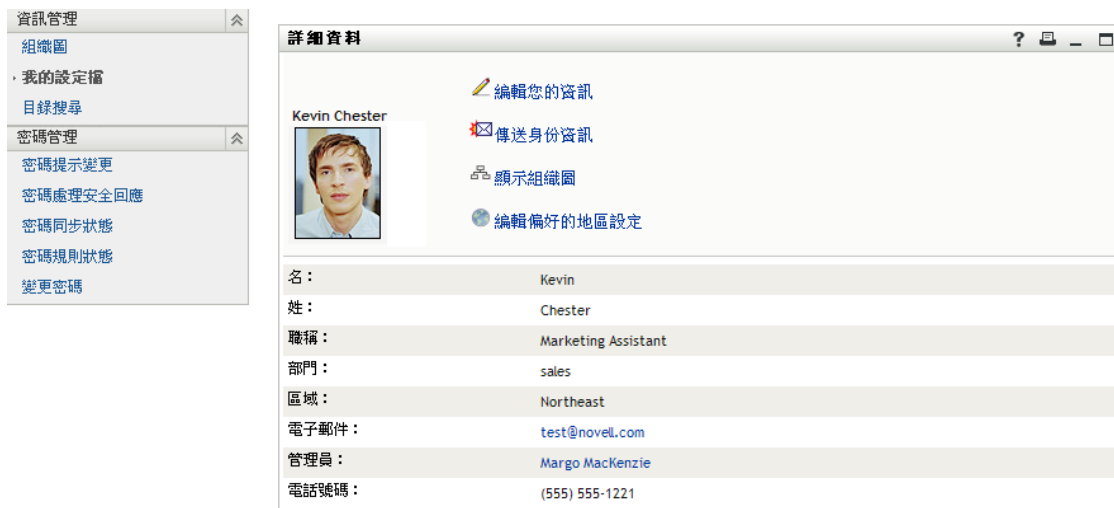 資訊管理
組織圖
我的設定檔
目錄搜尋
密碼管理
密碼提示變更
密碼處理安全回應
密碼同步狀態
密碼規則狀態
變更密碼
詳細資料
?
Kevin Chester
編輯您的資訊
傳送身份資訊
顯示組織圖
編輯偏好的地區設定
名： Kevin
姓： Chester
職稱： Marketing Assistant
部門： sales
區域： Northeast
電子郵件： test@novell.com
管理員： Margo MacKenzie
電話號碼： (555) 555-1221